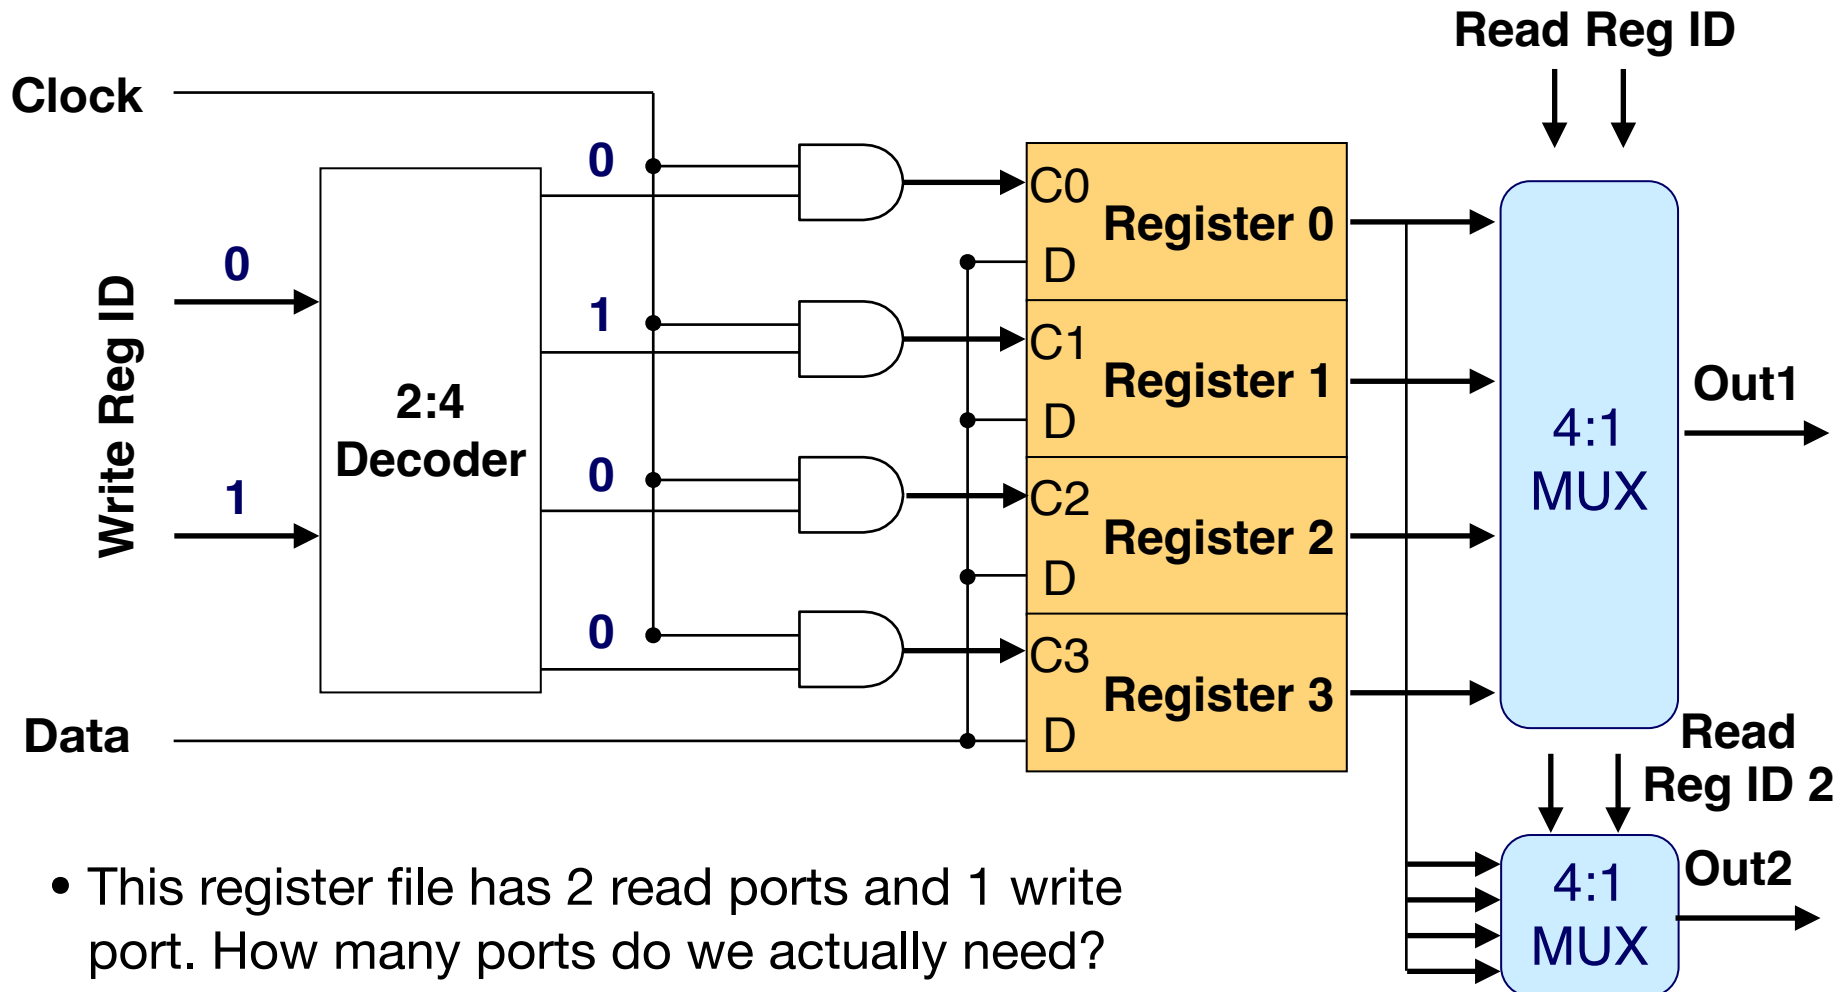 Read Reg ID
Clock
0
C0
Register 0
D
0
Write Reg ID
1
C1
Register 1
D
Out1
2:4
Decoder
4:1
MUX
1
0
C2
Register 2
D
0
C3
Register 3
D
Data
Read
Reg ID 2
• This register file has 2 read ports and 1 write
port. How many ports do we actually need?
4:1
MUX
Out2